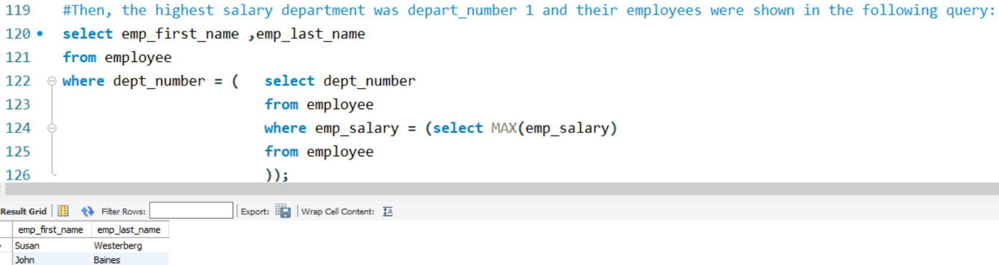 119 #Then, the highest salary department was depart_number 1 and their employees were shown in the following query:
120 select emp_first_name ,emp_last_name
121 from employee
122 where dept_number = ( select dept_number
123 from employee
124 where emp_salary = (select MAX(emp_salary)
125 from employee
126 ));
Result Grid Filter Rows: Export: Wrap Cell Content:
emp_first_name emp_last_name
Susan Westerberg
John Baines